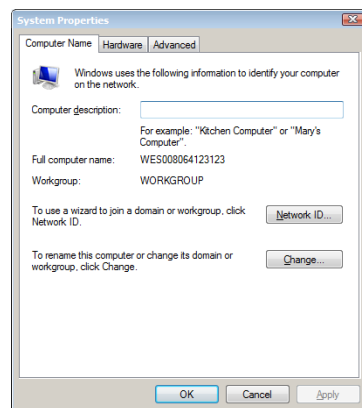 System Properties
Computer Name Hardware Advanced
Windows uses the following information to identify your computer
on the network.
Computer description:
For example: "Kitchen Computer" or "Mary's
Computer".
Full computer name: WES008064123123
Workgroup: WORKGROUP
To use a wizard to join a domain or workgroup, click
Network ID.
Network ID...
To rename this computer or change its domain or
workgroup, click Change.
Change...
OK Cancel Apply